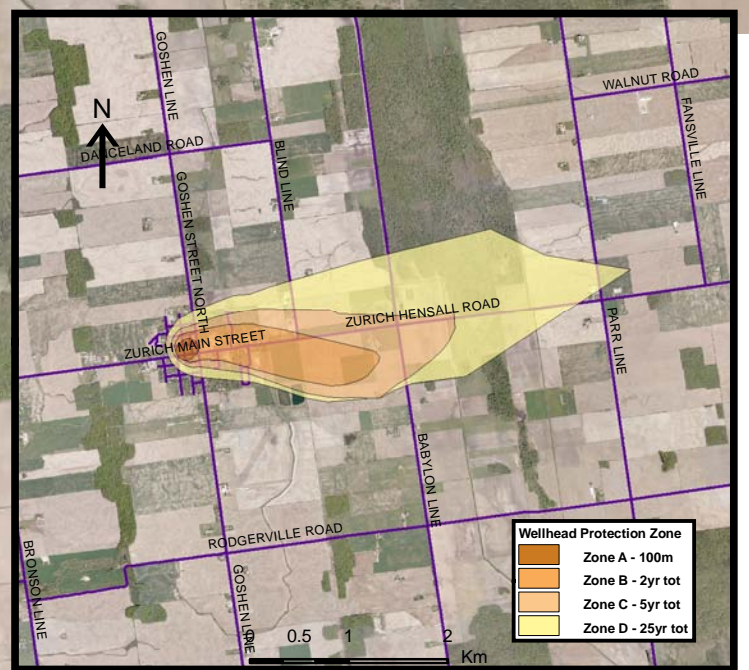 GOSHEN LINE
WALNUT ROAD
FANSVILLE LINE
N
DANCELAND ROAD
BLIND LINE
GOSHEN STREET NORTH
ZURICH HENSALL ROAD
ZURICH MAIN STREET
PARR LINE
BABYLON LINE
RODGERVILLE ROAD
BRONSON LINE
GOSHEN LINE
Wellhead Protection Zone
Zone A - 100m
Zone B - 2yr tot
Zone C - 5yr tot
Zone D - 25yr tot
0 0.5 1 2
Km